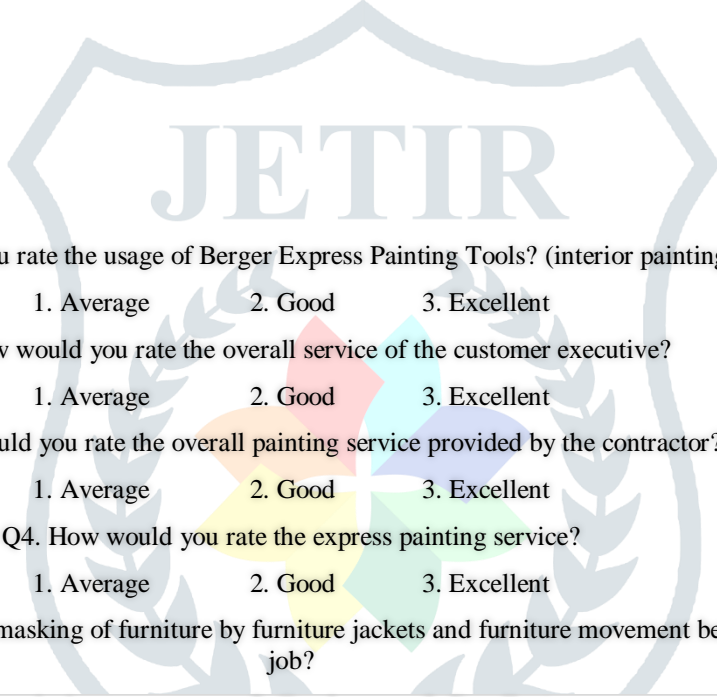 JETIR
rate the usage of Berger Express Painting Tools? (interior painting
1. Average 2. Good 3. Excellent
would you rate the overall service of the customer executive?
1. Average 2. Good 3. Excellent
you rate the overall painting service provided by the contractor?
1. Average 2. Good 3. Excellent
Q4. How would you rate the express painting service?
1. Average 2. Good 3. Excellent
masking of furniture by furniture jackets and furniture movement
job?